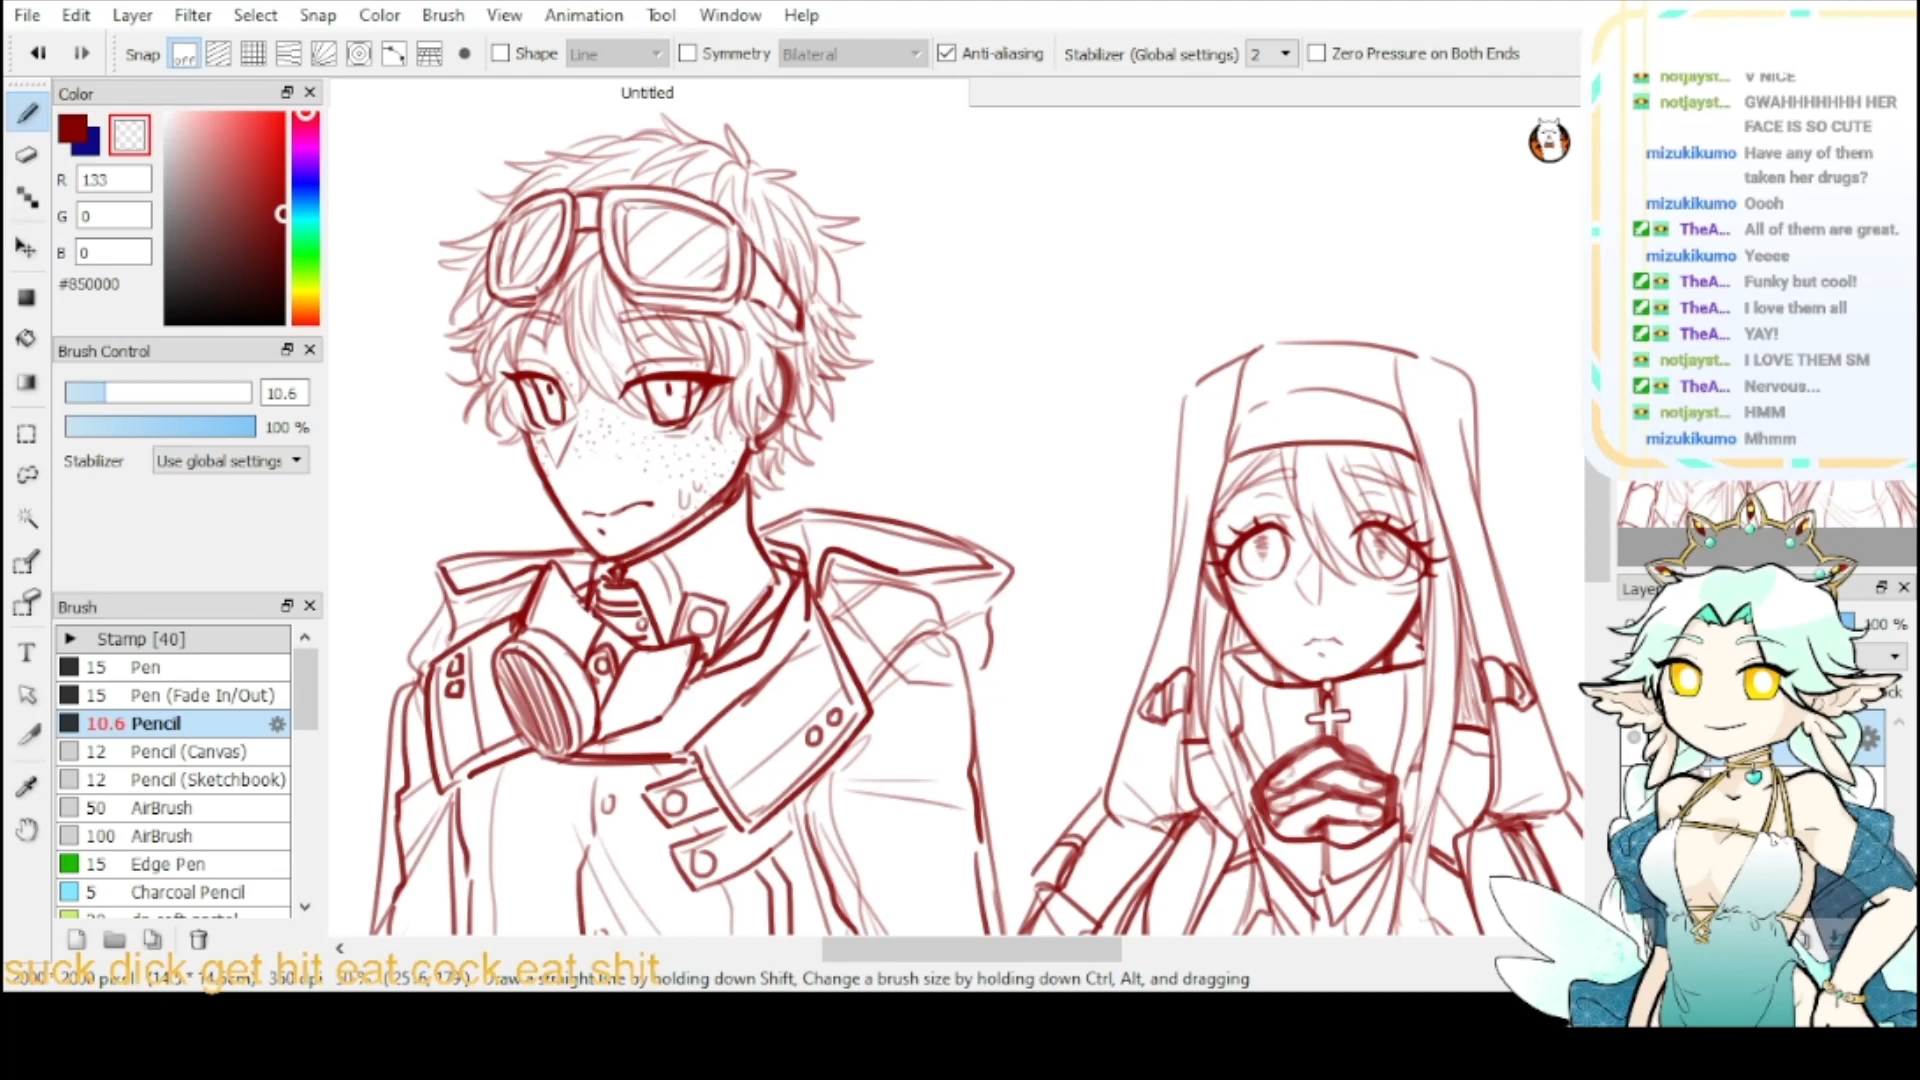 File Edit Layer Filter Select Snap Color Brush View Animation Tool Window Help
Snap off Shape Line Symmetry Bilateral Anti-aliasing Stabilizer (Global settings) 2 Zero Pressure on Both Ends
Color
Untitled
R 133
G 0
B 0
#850000
Brush Control
10.6
100 %
Stabilizer Use global settings
Brush
Stamp [40]
15 Pen
15 Pen (Fade In/Out)
10.6 Pencil
12 Pencil (Canvas)
12 Pencil (Sketchbook)
50 AirBrush
100 AirBrush
15 Edge Pen
5 Charcoal Pencil
notjayst... V NICE
notjayst... GWAHHHHHHH HER
FACE IS SO CUTE
mizukikumo Have any of them
taken her drugs?
mizukikumo Oooh
TheA... All of them are great.
mizukikumo Yeeee
TheA... Funky but cool!
TheA... I love them all
TheA... YAY!
notjayst... I LOVE THEM SM
TheA... Nervous...
notjayst... HMM
mizukikumo Mhmm
100 %
suck dick get hit eat cock eat shit
holding down Shift, Change a brush size by holding down Ctrl, Alt, and dragging